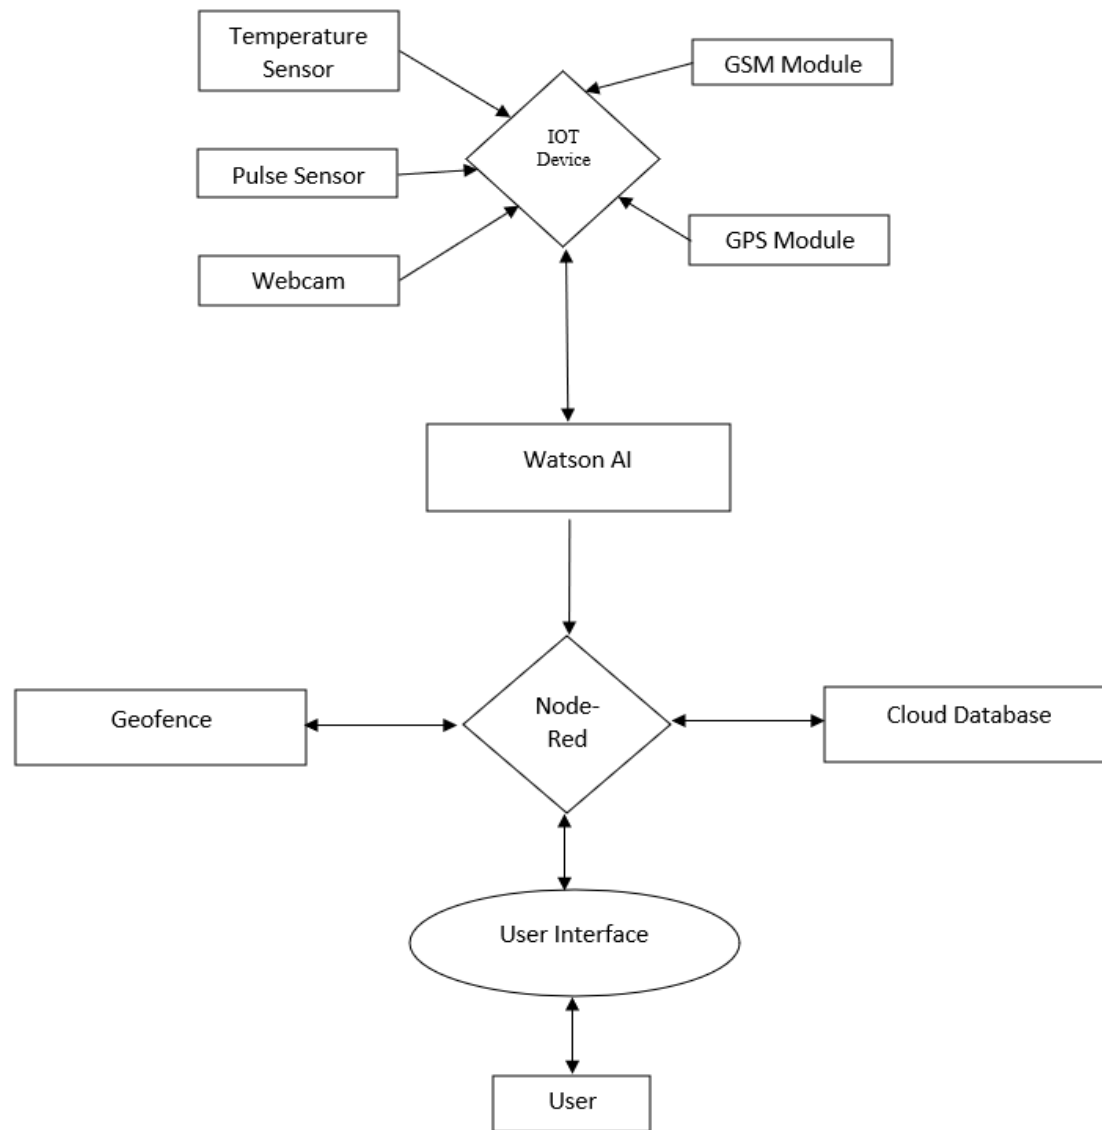 Temperature
Sensor
GSM Module
IOT
Device
Pulse Sensor
GPS Module
Webcam
Watson AI
Geofence
Node-
Red
Cloud Database
User Interface
User